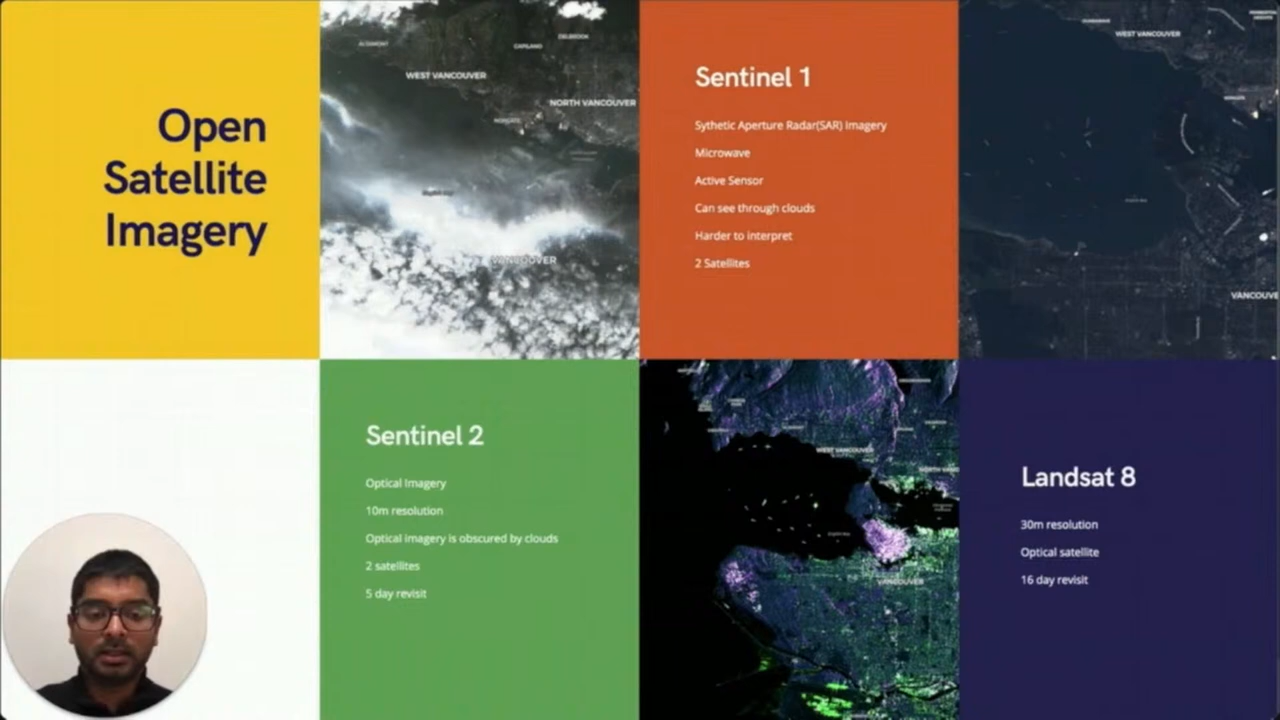 Open
Satellite
Imagery
WEST VANCOUVER
NORTH VANCOUVER
VANCOUVER
Sentinel 1
Sythetic Aperture Radar(SAR) Imagery
Microwave
Active Sensor
Can see through clouds
Harder to interpret
2 Satellites
WEST VANCOUVER
VANCOUVE
Sentinel 2
Optical Imagery
10m resolution
Optical imagery is obscured by clouds
2 satellites
5 day revisit
WEST VANCOUVER
NORTH VANC
VANCOUVER
Landsat 8
30m resolution
Optical satellite
16 day revisit